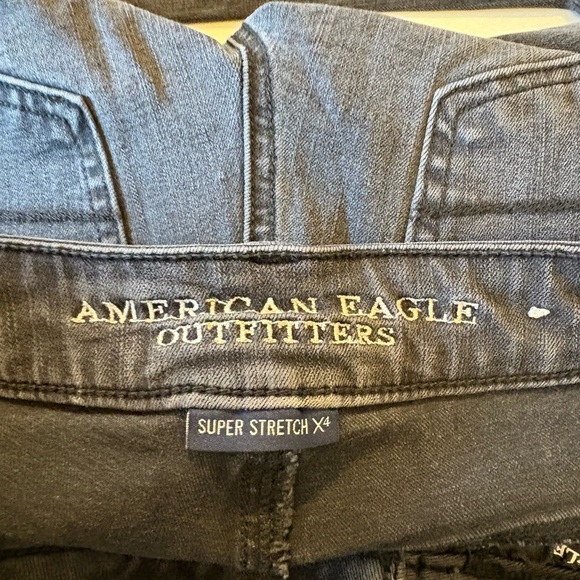 AMERICAN EAGLE
OUTFITTERS
SUPER STRETCH X⁴